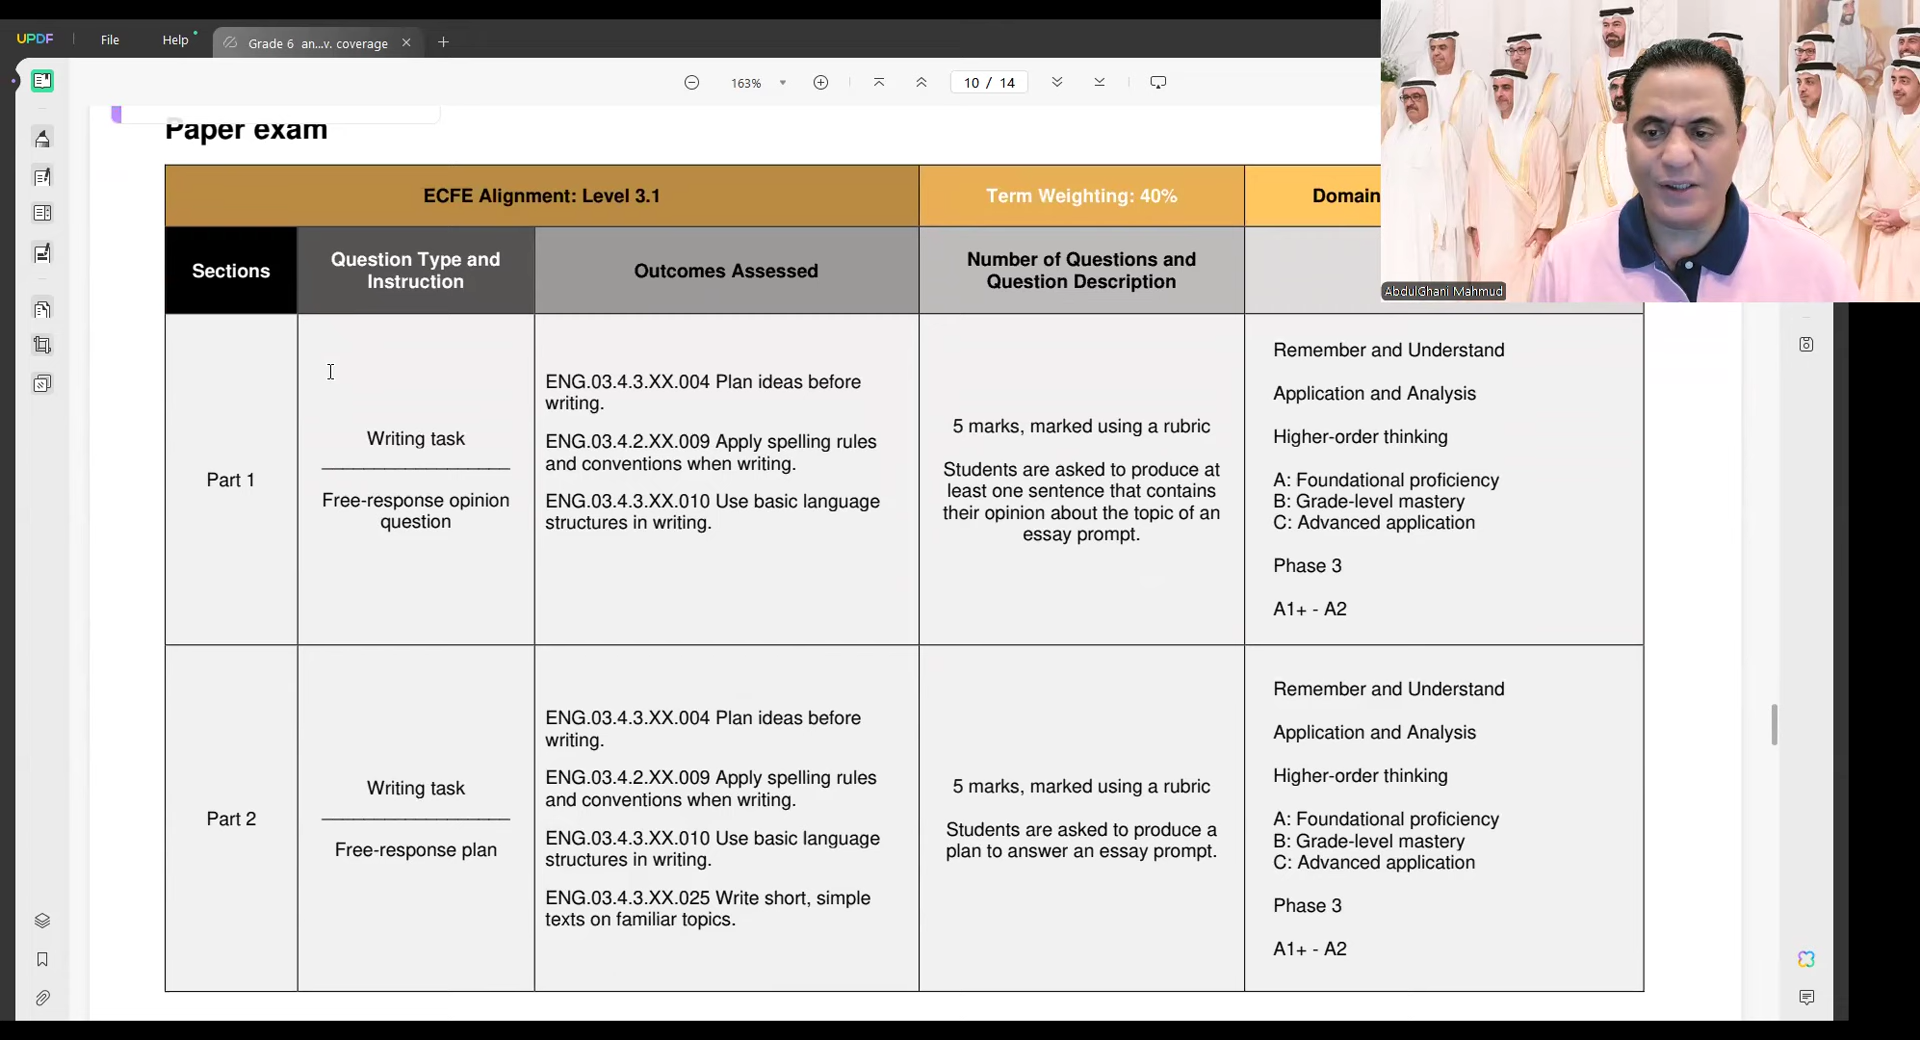 UPDF
File
Help
Grade 6 an...v. coverage
163%
10 / 14
AbdulGhani Mahmud
Paper exam
ECFE Alignment: Level 3.1
Term Weighting: 40%
Domain
Sections
Question Type and
Instruction
Outcomes Assessed
Number of Questions and
Question Description
Part 1
Writing task
Free-response opinion
question
ENG.03.4.3.XX.004 Plan ideas before
writing.
ENG.03.4.2.XX.009 Apply spelling rules
and conventions when writing.
ENG.03.4.3.XX.010 Use basic language
structures in writing.
5 marks, marked using a rubric
Students are asked to produce at
least one sentence that contains
their opinion about the topic of an
essay prompt.
Remember and Understand
Application and Analysis
Higher-order thinking
A: Foundational proficiency
B: Grade-level mastery
C: Advanced application
Phase 3
A1+ - A2
Part 2
Writing task
Free-response plan
ENG.03.4.3.XX.004 Plan ideas before
writing.
ENG.03.4.2.XX.009 Apply spelling rules
and conventions when writing.
ENG.03.4.3.XX.010 Use basic language
structures in writing.
ENG.03.4.3.XX.025 Write short, simple
texts on familiar topics.
5 marks, marked using a rubric
Students are asked to produce a
plan to answer an essay prompt.
Remember and Understand
Application and Analysis
Higher-order thinking
A: Foundational proficiency
B: Grade-level mastery
C: Advanced application
Phase 3
A1+ - A2